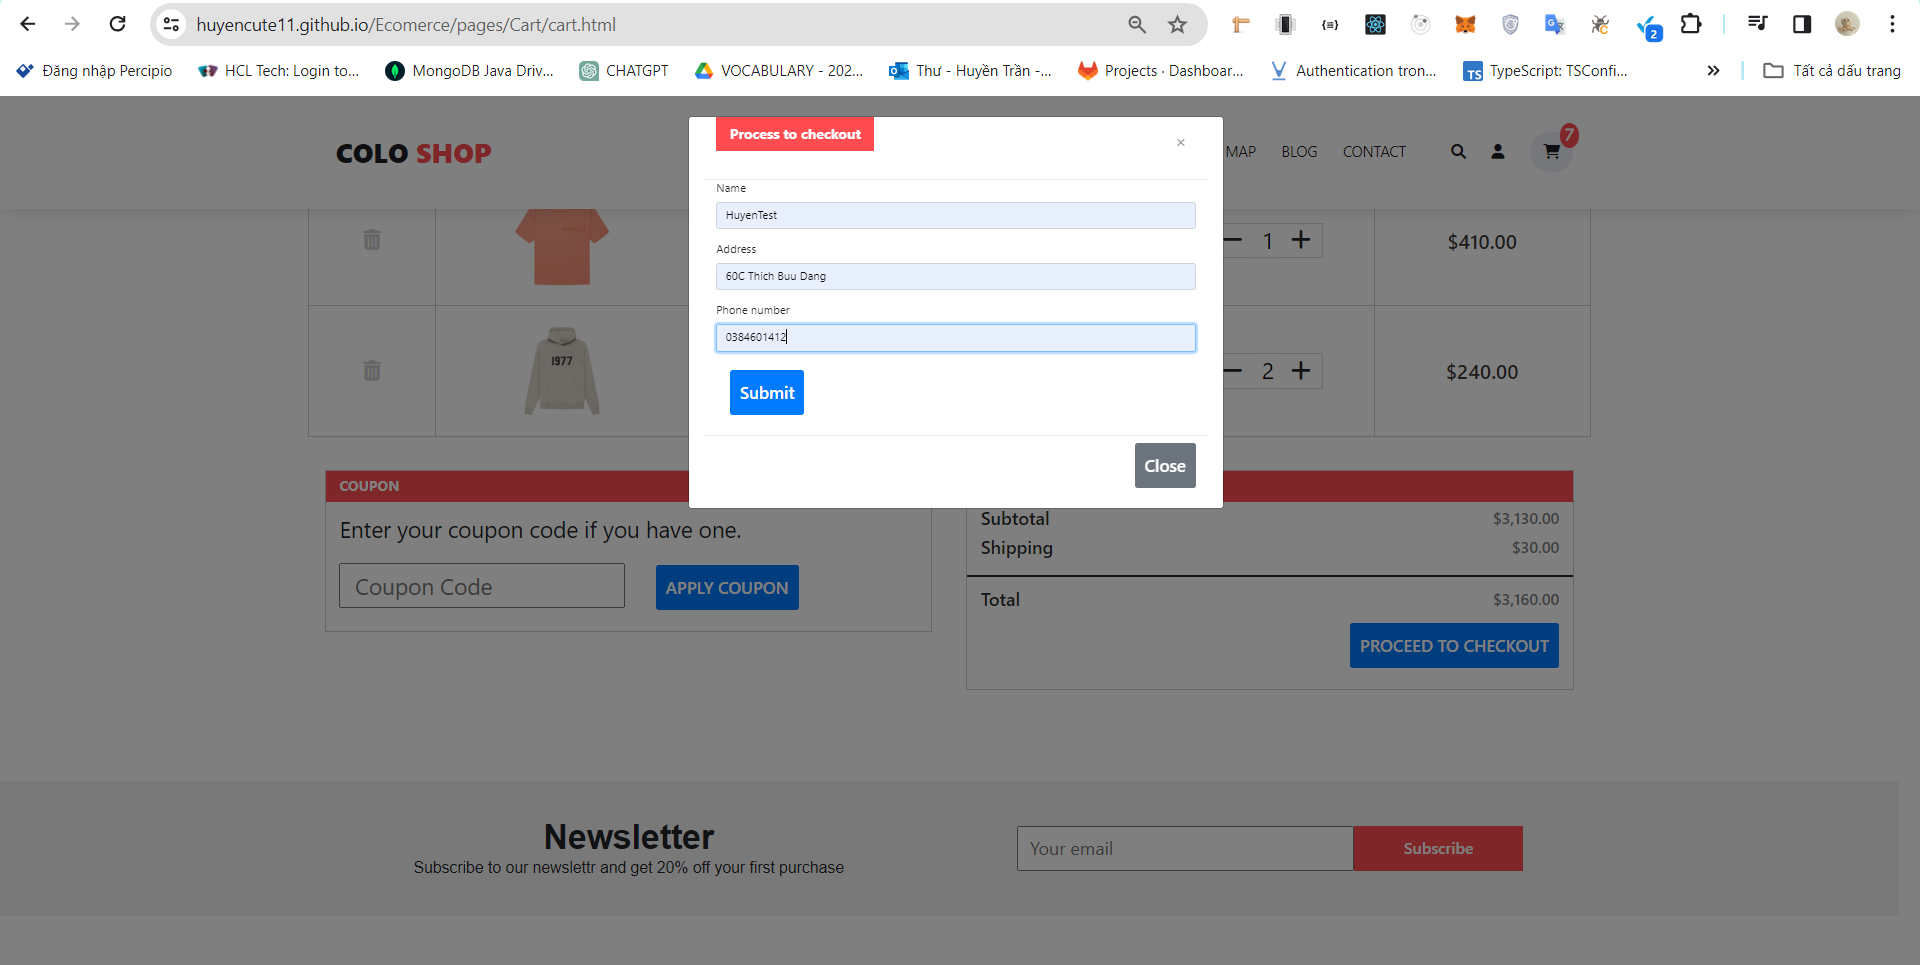 huyencute11.github.io/Ecomerce/pages/Cart/cart.html
2
Đăng nhập Percipio
HCL Tech: Login to...
MongoDB Java Driv...
CHATGPT
VOCABULARY - 202...
Thư - Huyền Trần -...
Projects · Dashboar...
Authentication tron...
TS
TypeScript: TSConfi...
Tất cả dấu trang
COLO SHOP
MAP
BLOG
CONTACT
7
Process to checkout
×
Name
HuyenTest
Address
60C Thich Buu Dang
Phone number
0384601412
Submit
Close
1
$410.00
1977
2
$240.00
COUPON
Enter your coupon code if you have one.
Coupon Code
APPLY COUPON
Subtotal
$3,130.00
Shipping
$30.00
Total
$3,160.00
PROCEED TO CHECKOUT
Newsletter
Subscribe to our newslettr and get 20% off your first purchase
Your email
Subscribe